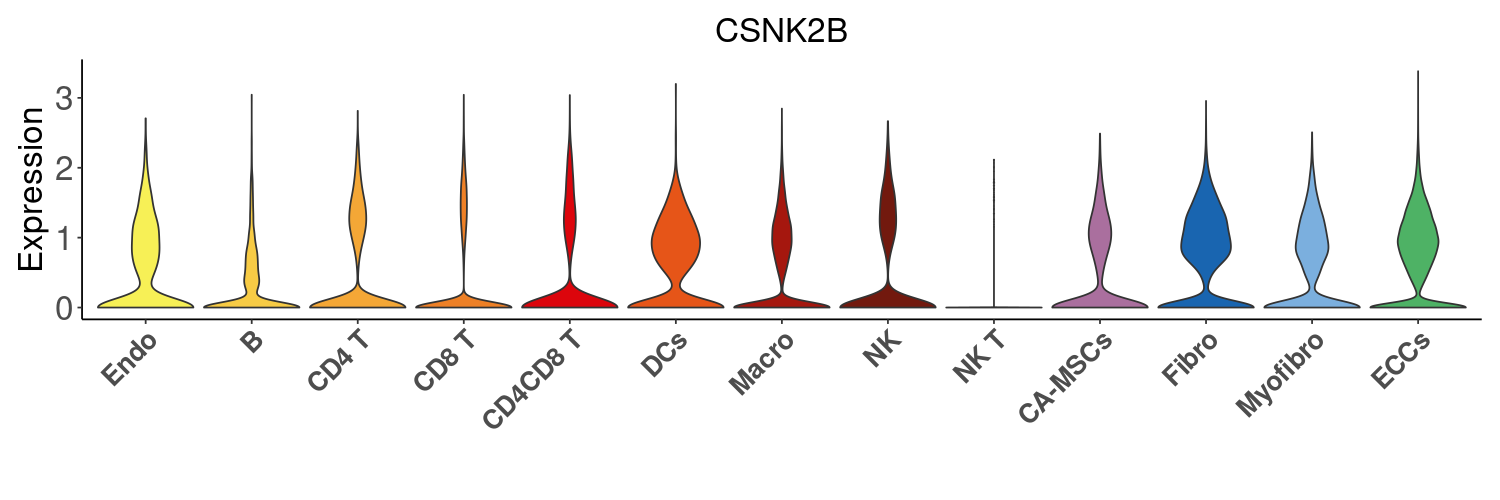 CSNK2B
Expression
3
2
1
0
Endo
B
CD4 T
CD8 T
CD4CD8 T
DCs
Macro
NK
NK T
CA-MSCs
Fibro
Myofibro
ECCs